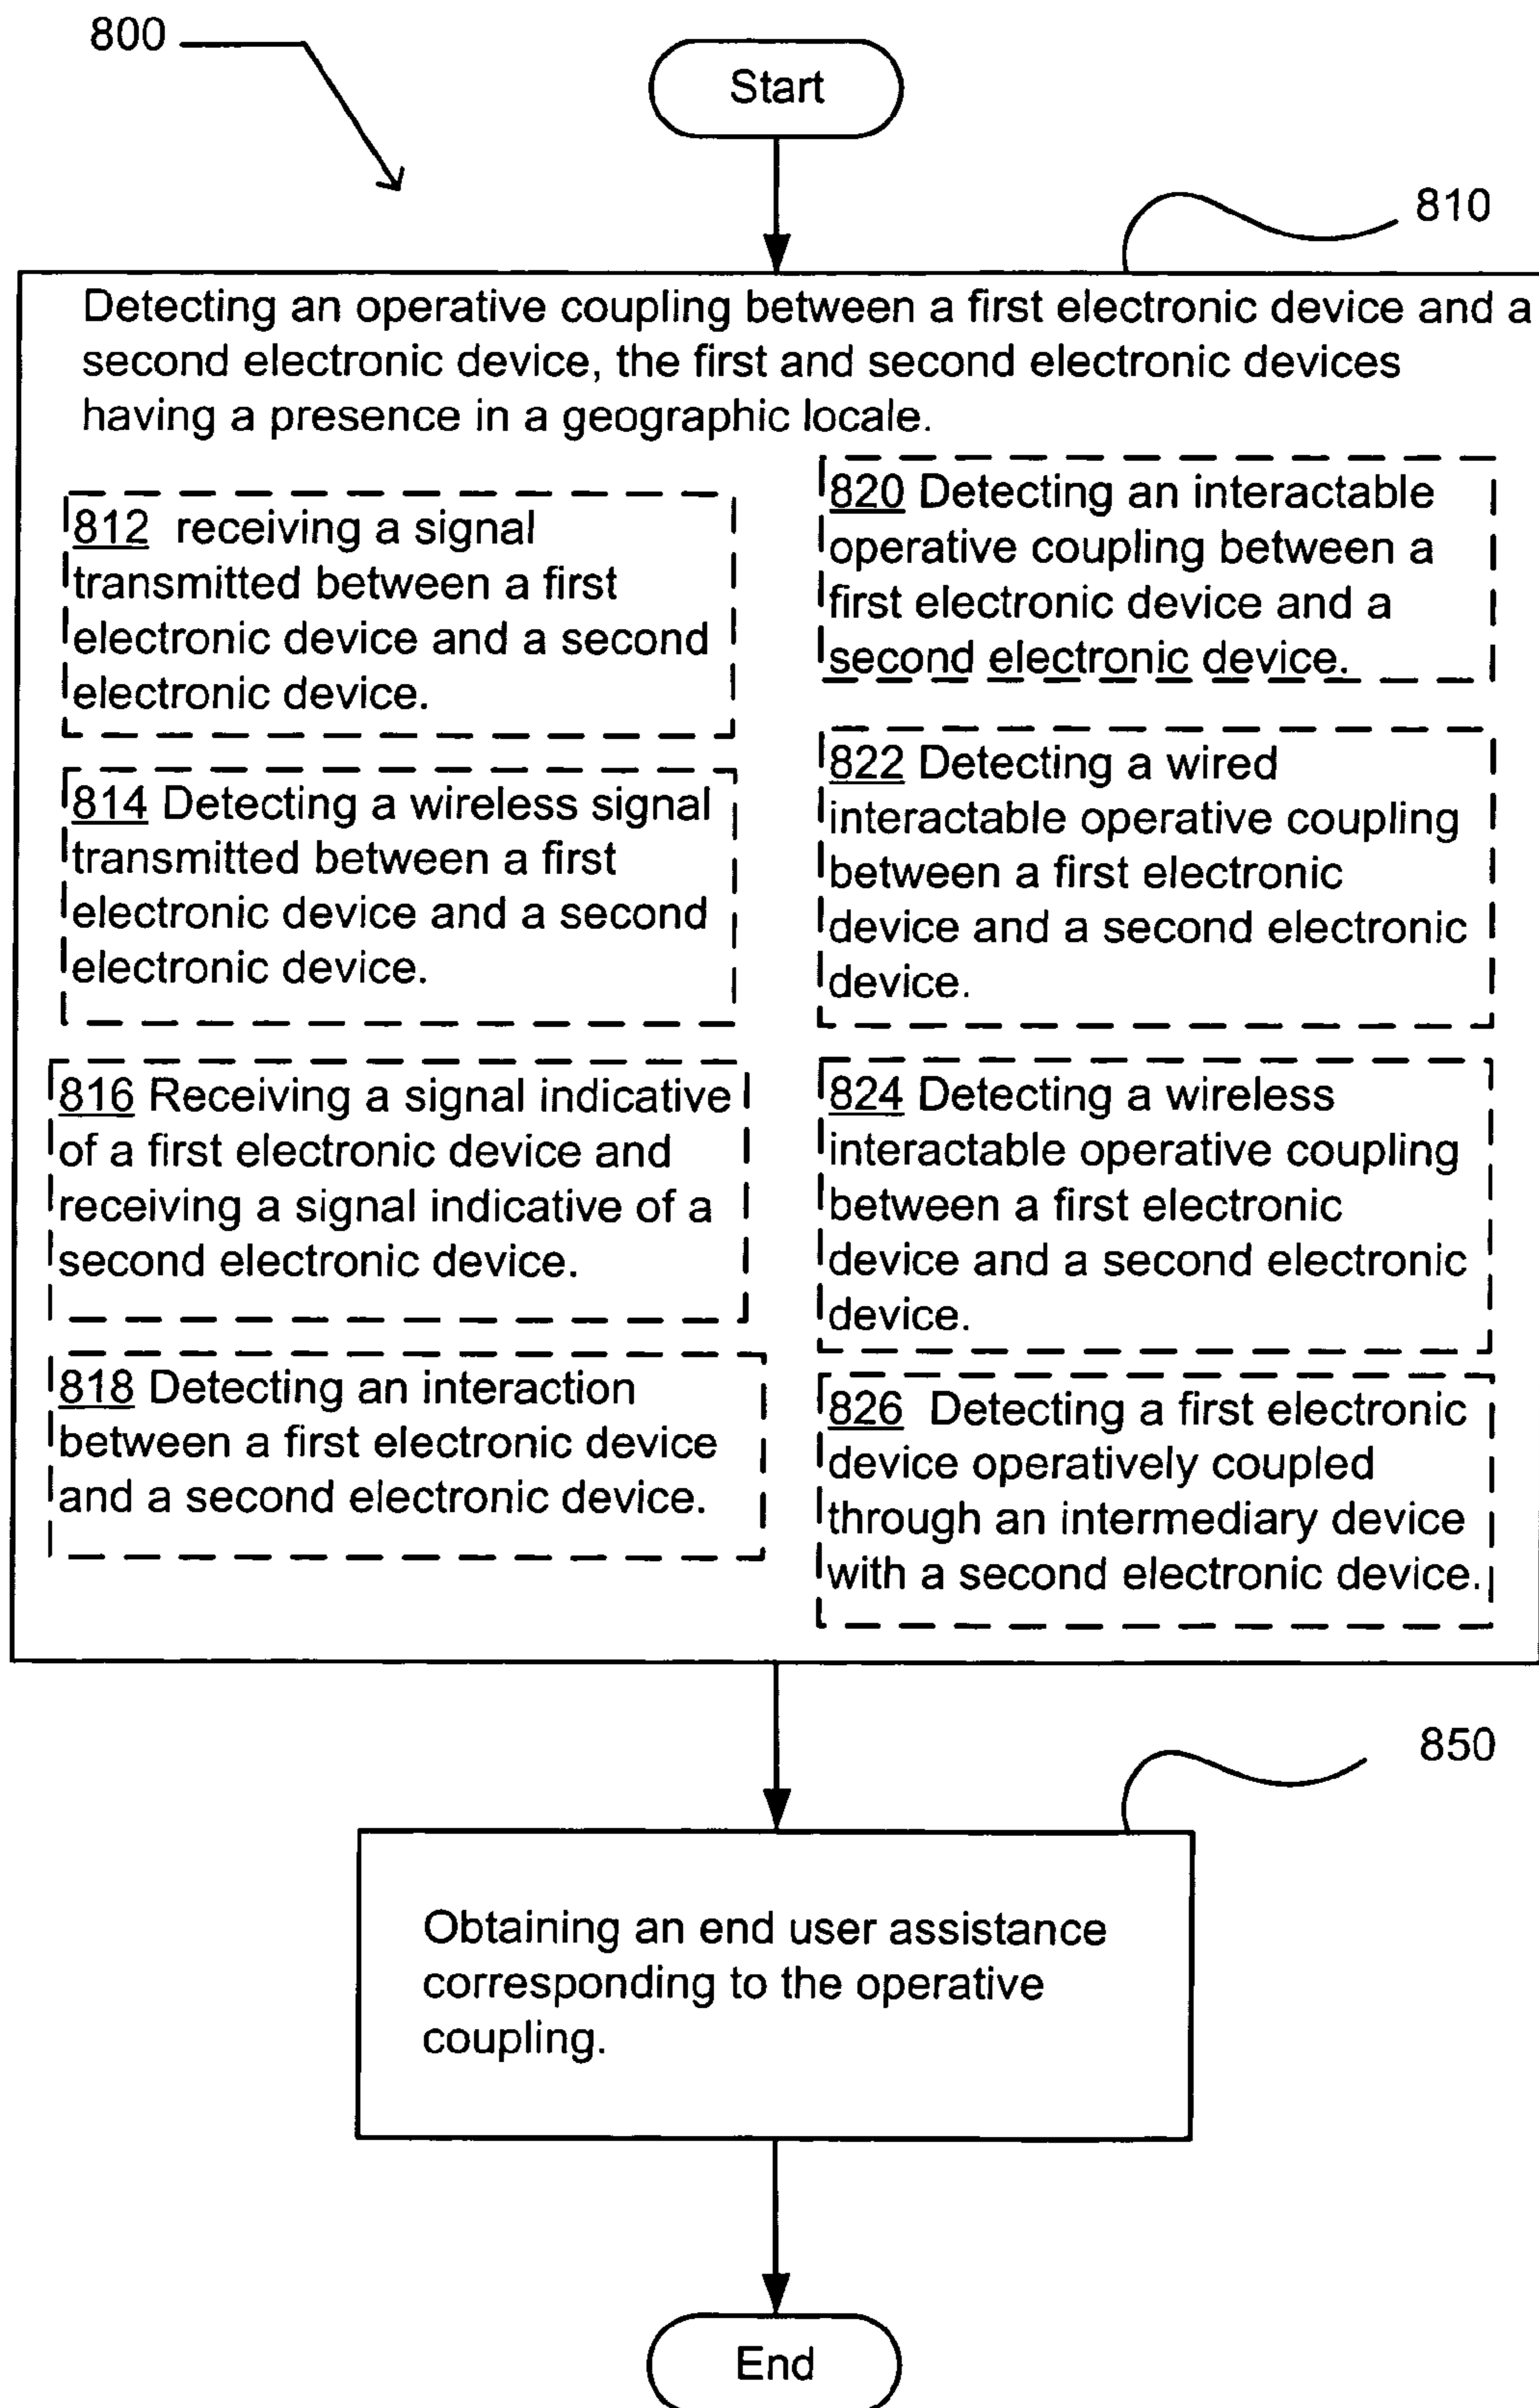 800
Start
810
Detecting an operative coupling between a first electronic device and a
second electronic device, the first and second electronic devices
having a presence in a geographic locale.
812 receiving a signal
transmitted between a first
electronic device and a second
electronic device.
814 Detecting a wireless signal
transmitted between a first
electronic device and a second
electronic device.
816 Receiving a signal indicative
of a first electronic device and
receiving a signal indicative of a
second electronic device.
818 Detecting an interaction
between a first electronic device
and a second electronic device.
820 Detecting an interactable
operative coupling between a
first electronic device and a
second electronic device.
822 Detecting a wired
interactable operative coupling
between a first electronic
device and a second electronic
device.
824 Detecting a wireless
interactable operative coupling
between a first electronic
device and a second electronic
device.
826 Detecting a first electronic
device operatively coupled
through an intermediary device
with a second electronic device.
850
Obtaining an end user assistance
corresponding to the operative
coupling.
End